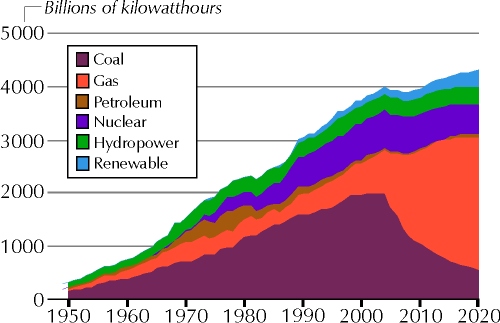 Billions of kilowatthours
5000
4000
3000
2000
1000
0
Coal
Gas
Petroleum
Nuclear
Hydropower
Renewable
1950 1960 1970 1980 1990 2000 2010 2020